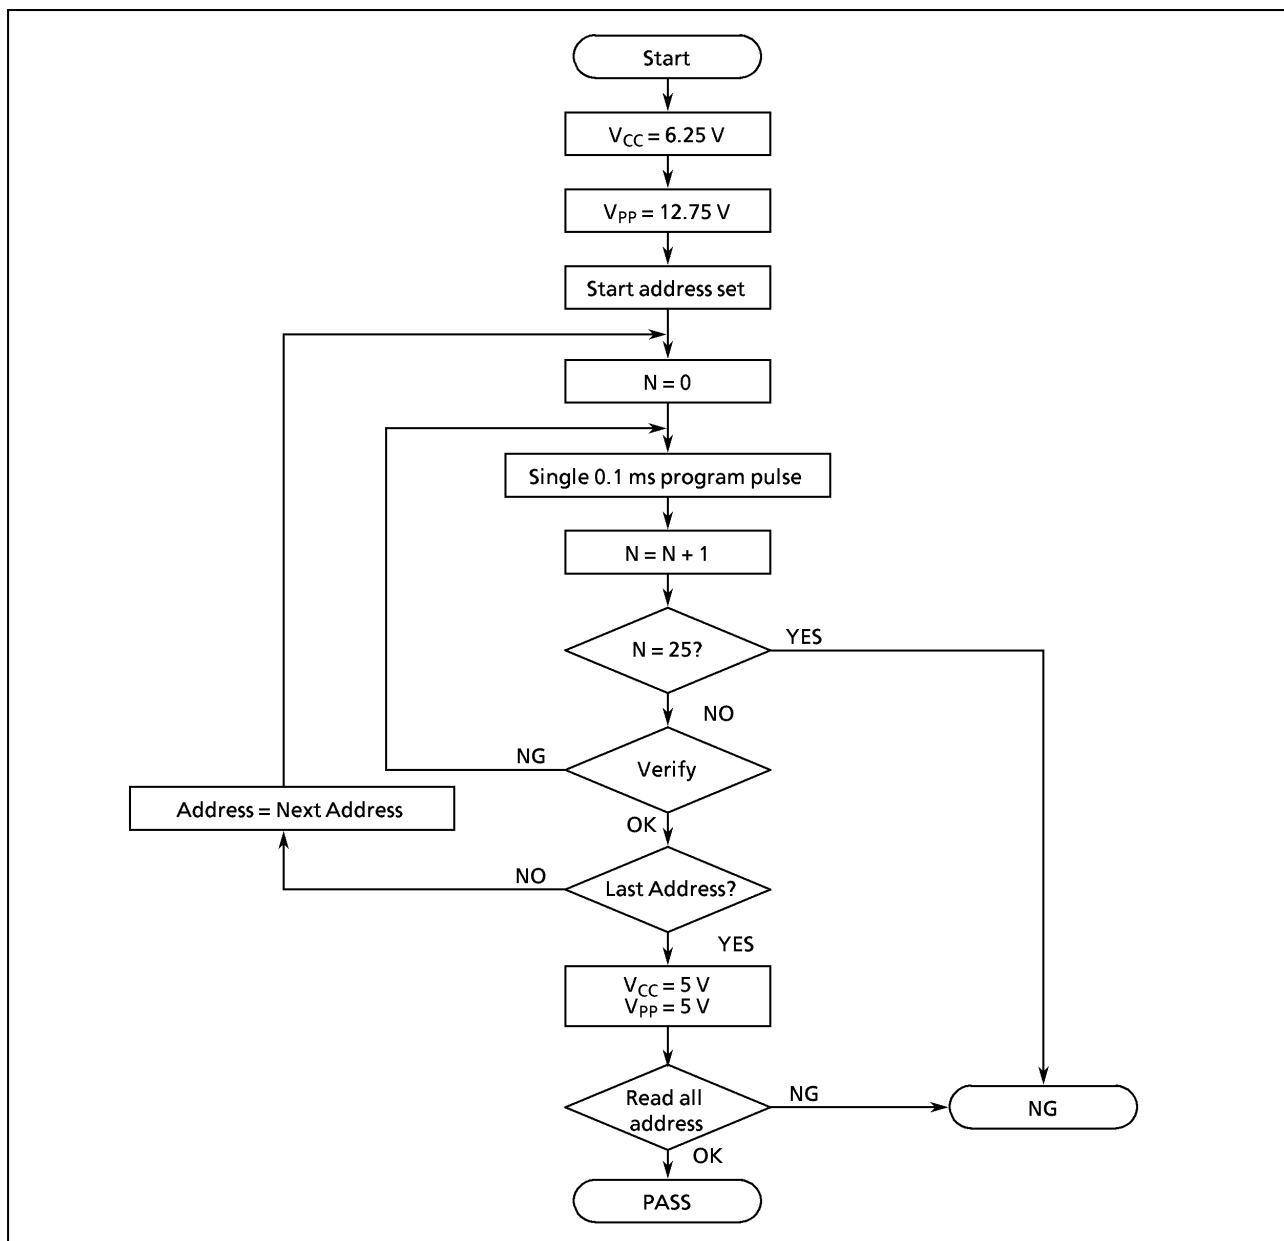 Start
VCC = 6.25 V
VPP = 12.75 V
Start address set
N = 0
Single 0.1 ms program pulse
N = N + 1
N = 25?
YES
NO
NG
Verify
Address = Next Address
OK
NO
Last Address?
YES
VCC = 5 V
VPP = 5 V
Read all
address
NG
NG
OK
PASS